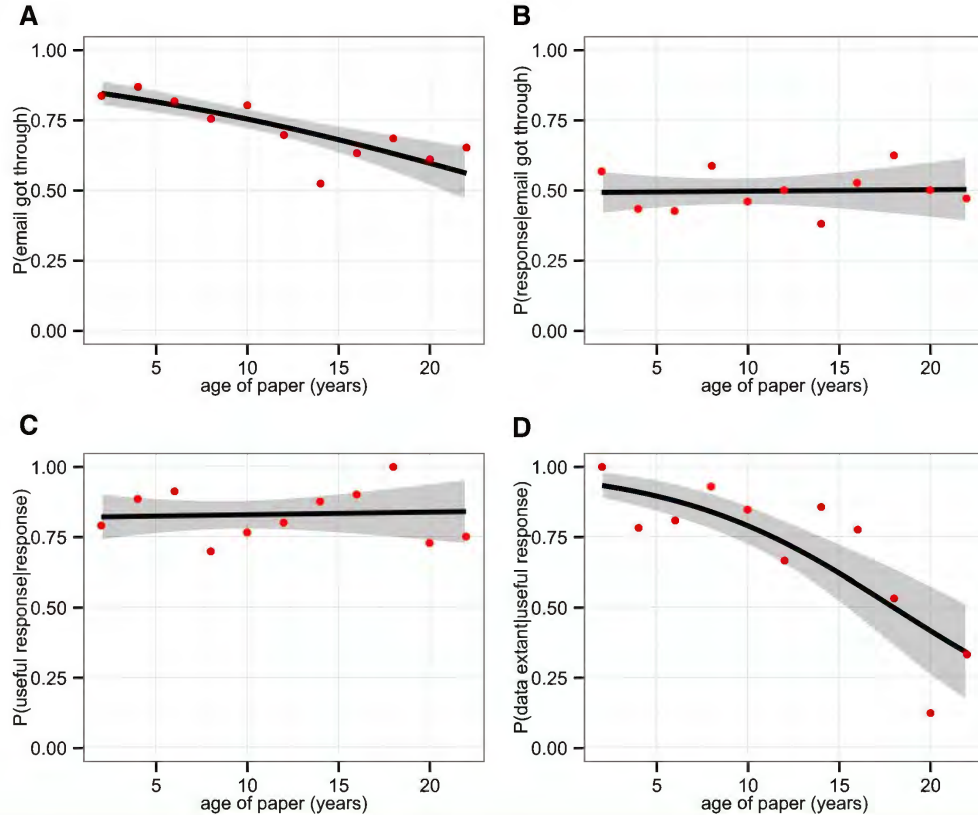 A
P(email got through)
1.00
0.75
0.50
0.25
0.00
5 10 15 20
age of paper (years)
B
P(response|email got through)
1.00
0.75
0.50
0.25
0.00
5 10 15 20
age of paper (years)
C
P(useful response|response)
1.00
0.75
0.50
0.25
0.00
5 10 15 20
age of paper (years)
D
P(data extant|useful response)
1.00
0.75
0.50
0.25
0.00
5 10 15 20
age of paper (years)